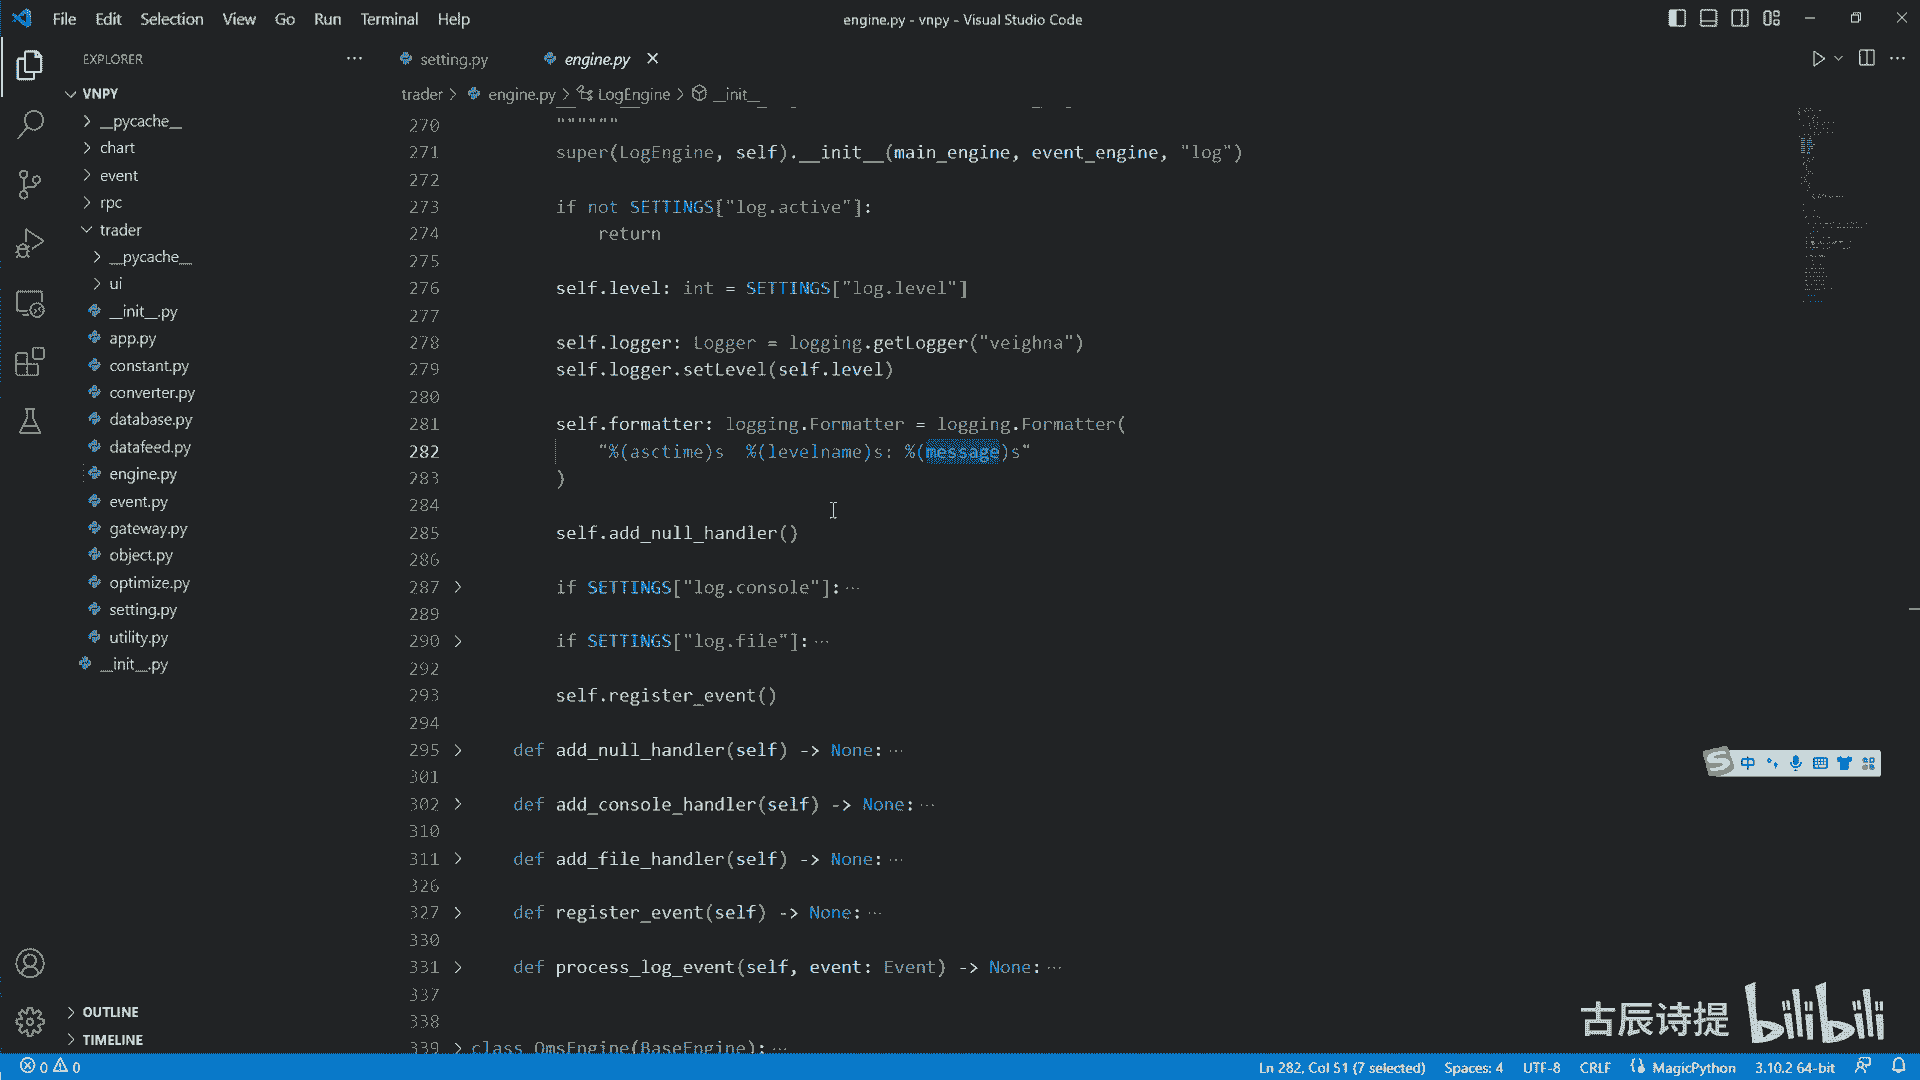 File Edit Selection View Go Run Terminal Help
engine.py - vnpy - Visual Studio Code
EXPLORER
setting.py
engine.py
VNPY
__pycache__
chart
event
rpc
trader
__pycache__
ui
__init__.py
app.py
constant.py
converter.py
database.py
datafeed.py
engine.py
event.py
gateway.py
object.py
optimize.py
setting.py
utility.py
__init__.py
OUTLINE
TIMELINE
trader > engine.py > LogEngine > __init__
270 """"""
271 super(LogEngine, self).__init__(main_engine, event_engine, "log")
272
273 if not SETTINGS["log.active"]:
274 return
275
276 self.level: int = SETTINGS["log.level"]
277
278 self.logger: Logger = logging.getLogger("veighna")
279 self.logger.setLevel(self.level)
280
281 self.formatter: logging.Formatter = logging.Formatter(
282 "%(asctime)s  %(levelname)s: %(message)s"
283 )
284
285 self.add_null_handler()
286
287 if SETTINGS["log.console"]:···
289
290 if SETTINGS["log.file"]:···
292
293 self.register_event()
294
295 def add_null_handler(self) -> None:···
301
302 def add_console_handler(self) -> None:···
310
311 def add_file_handler(self) -> None:···
326
327 def register_event(self) -> None:···
330
331 def process_log_event(self, event: Event) -> None:···
337
338
339 class OmsEngine(BaseEngine):···
中
古辰诗提 bilibili
0 0
Ln 282, Col 51 (7 selected) Spaces: 4 UTF-8 CRLF MagicPython 3.10.2 64-bit